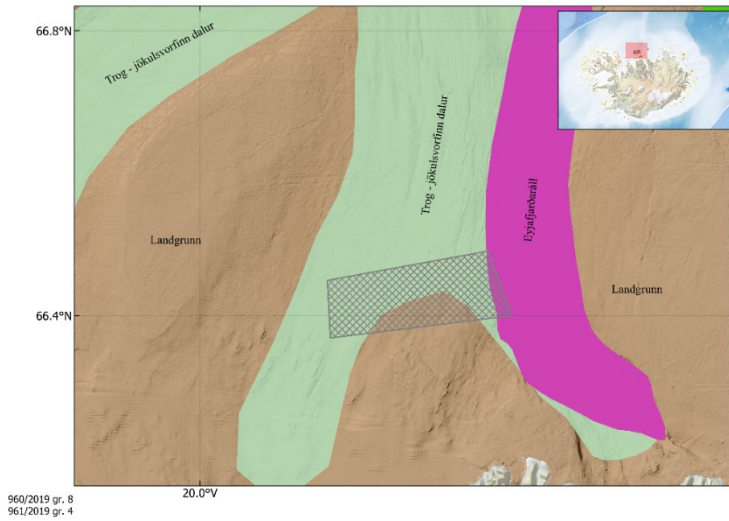 66.8°N
Trog - jökulsvorfinn dalur
Trog - jökulsvorfinn dalur
Eyjafjarðaráll
Landgrunn
Landgrunn
66.4°N
20.0°V
960/2019 gr. 8
961/2019 gr. 4